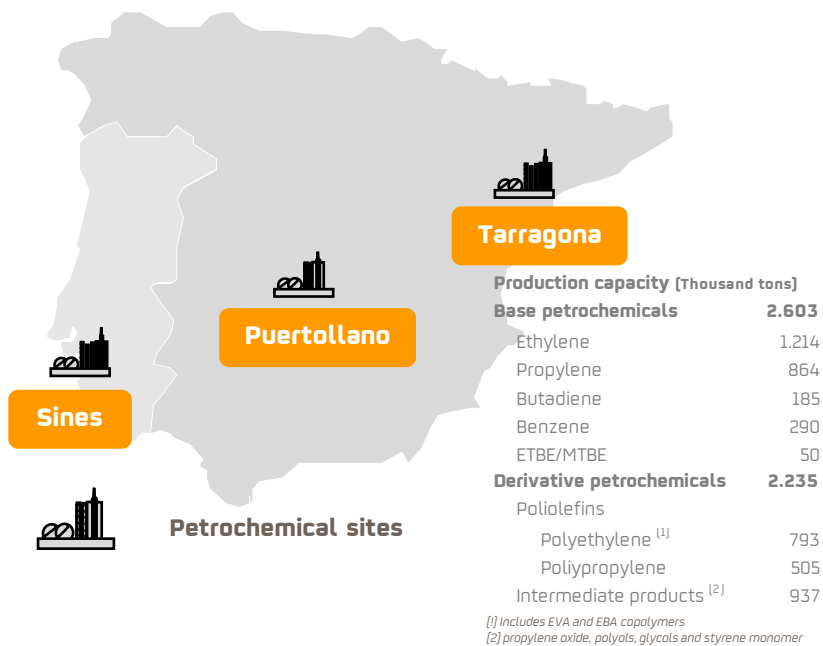 Tarragona
Puertollano
Sines
Petrochemical sites
Production capacity (Thousand tons)
Base petrochemicals 2.603
Ethylene 1.214
Propylene 864
Butadiene 185
Benzene 290
ETBE/MTBE 50
Derivative petrochemicals 2.235
Poliolefins
Polyethylene [1] 793
Poliypropylene 505
Intermediate products [2] 937
[!] Includes EVA and EBA copolymers
[2] propylene oxide, polyols, glycols and styrene monomer